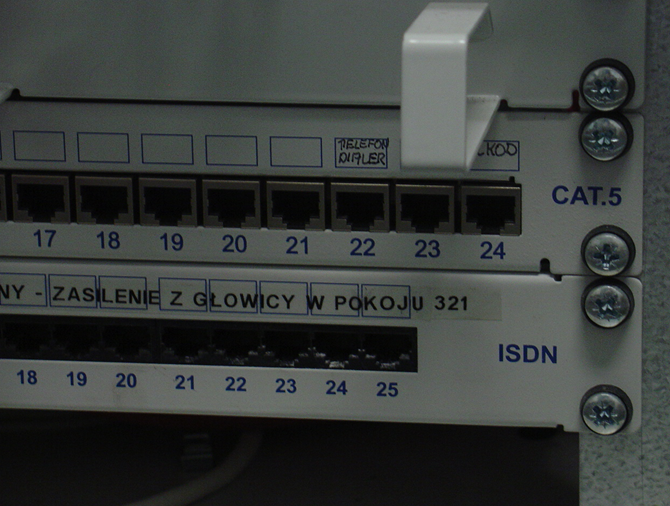 TELEFON
DIALER
CAT.5
17 18 19 20 21 22 23 24
NY - ZASILENIE Z GŁOWICY W POKOJU 321
ISDN
18 19 20 21 22 23 24 25